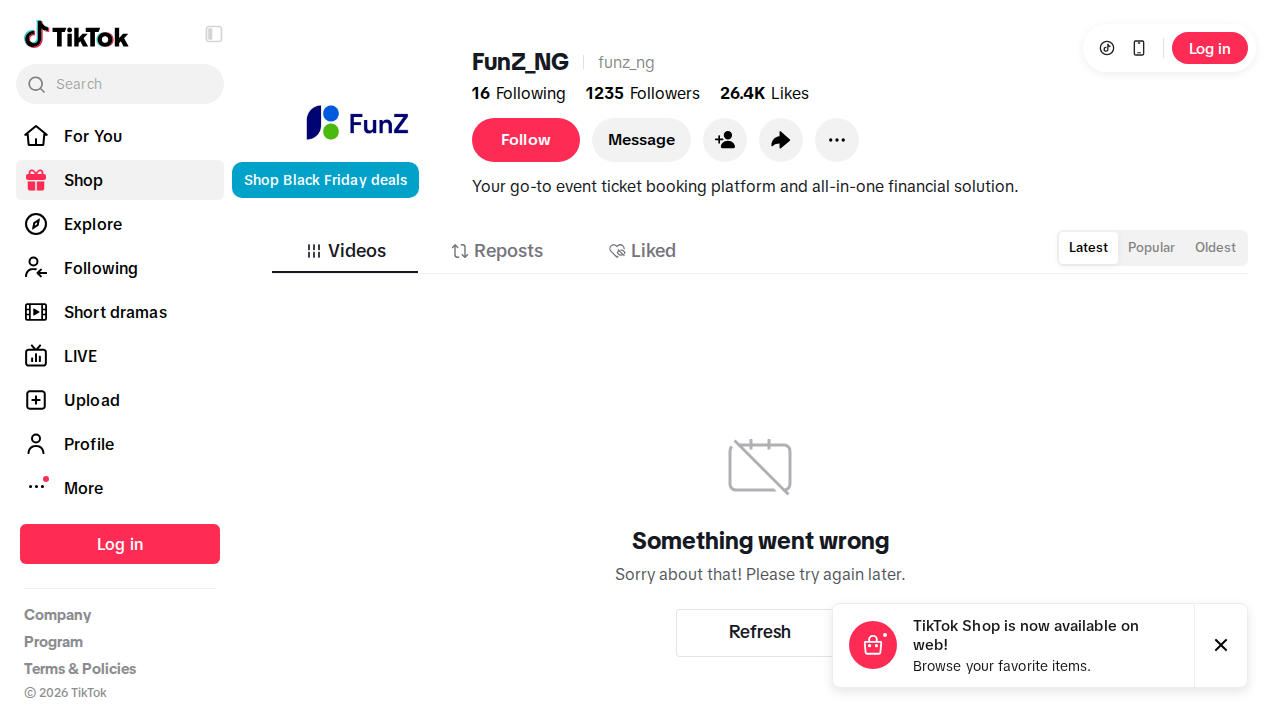 TikTok
Search
For You
Shop
Explore
Following
Short dramas
LIVE
Upload
Profile
More
Log in
Company
Program
Terms & Policies
© 2026 TikTok
Shop Black Friday deals
FunZ
FunZ_NG
funz_ng
16 Following 1235 Followers 26.4K Likes
Follow
Message
Your go-to event ticket booking platform and all-in-one financial solution.
Log in
Videos
Reposts
Liked
Latest
Popular
Oldest
Something went wrong
Sorry about that! Please try again later.
Refresh
TikTok Shop is now available on
web!
Browse your favorite items.